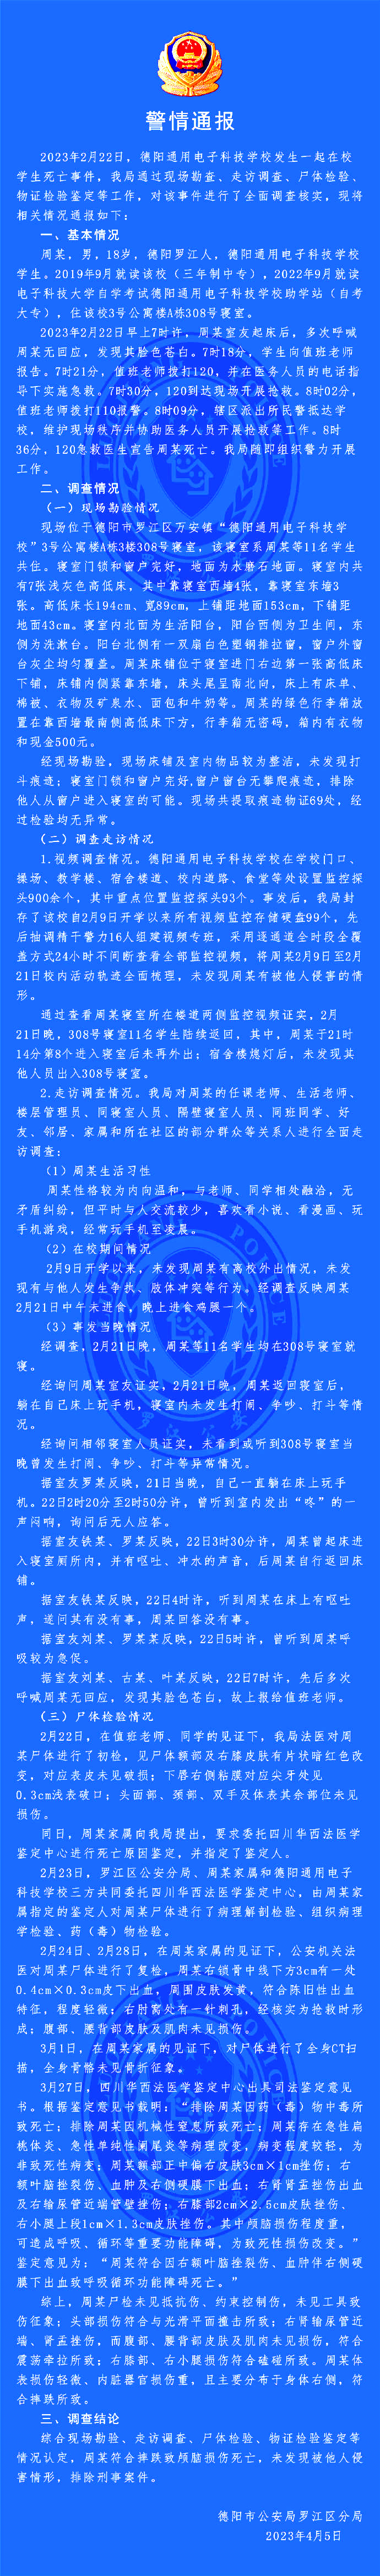 警情通报
2023年2月22日，德阳通用电子科技学校发生一起在校
学生死亡事件，我局通过现场勘查、走访调查、尸体检验、
物证检验鉴定等工作，对该事件进行了全面调查核实，现将
相关情况通报如下：
一、基本情况
周某，男，18岁，德阳罗江人，德阳通用电子科技学校
学生。2019年9月就读该校（三年制中专），2022年9月就读
电子科技大学自学考试德阳通用电子科技学校助学站（自考
大专），住该校3号公寓楼A栋308号寝室。
2023年2月22日早上7时许，周某室友起床后，多次呼喊
周某无回应，发现其脸色苍白。7时18分，学生向值班老师
报告。7时21分，值班老师拨打120，并在医务人员的电话指
导下实施急救。7时30分，120到达现场开展抢救。8时02分，
值班老师拨打110报警。8时09分，辖区派出所民警抵达学
校，维护现场秩序并协助医务人员开展抢救等工作。8时
36分，120急救医生宣告周某死亡。我局随即组织警力开展
工作。
二、调查情况
（一）现场勘验情况
现场位于德阳市罗江区万安镇“德阳通用电子科技学
校”3号公寓楼A栋3楼308号寝室，该寝室系周某等11名学生
共住。寝室门锁和窗户完好，地面为水磨石地面。寝室内共
有7张浅灰色高低床，其中靠寝室西墙4张，靠寝室东墙3
张。高低床长194cm、宽89cm，上铺距地面153cm，下铺距
地面43cm。寝室内北面为生活阳台，阳台西侧为卫生间，东
侧为洗漱台。阳台北侧有一双扇白色塑钢推拉窗，窗户外窗
台灰尘均匀覆盖。周某床铺位于寝室进门右边第一张高低床
下铺，床铺内侧紧靠东墙，床头尾呈南北向，床上有床单、
棉被、衣物及矿泉水、面包和牛奶等。周某的绿色行李箱放
置在靠西墙最南侧高低床下方，行李箱无密码，箱内有衣物
和现金500元。
经现场勘验，现场床铺及室内物品较为整洁，未发现打
斗痕迹；寝室门锁和窗户完好,窗户窗台无攀爬痕迹，排除
他人从窗户进入寝室的可能。现场共提取痕迹物证69处，经
过检验均无异常。
（二）调查走访情况
1.视频调查情况。德阳通用电子科技学校在学校门口、
操场、教学楼、宿舍楼道、校内道路、食堂等处设置监控探
头900余个，其中重点位置监控探头93个。事发后，我局封
存了该校自2月9日开学以来所有视频监控存储硬盘99个，先
后抽调精干警力16人组建视频专班，采用逐通道全时段全覆
盖方式24小时不间断查看全部监控视频，将周某2月9日至2月
21日校内活动轨迹全面梳理，未发现周某有被他人侵害的情
形。
通过查看周某寝室所在楼道两侧监控视频证实，2月
21日晚，308号寝室11名学生陆续返回，其中，周某于21时
14分第8个进入寝室后未再外出；宿舍楼熄灯后，未发现其
他人员出入308号寝室。
2.走访调查情况。我局对周某的任课老师、生活老师、
楼层管理员、同寝室人员、隔壁寝室人员、同班同学、好
友、邻居、家属和所在社区的部分群众等关系人进行全面走
访调查：
（1）周某生活习性
周某性格较为内向温和，与老师、同学相处融洽，无
矛盾纠纷，但平时与人交流较少，喜欢看小说、看漫画、玩
手机游戏，经常玩手机至凌晨。
（2）在校期间情况
2月9日开学以来，未发现周某有离校外出情况，未发
现有与他人发生争执、肢体冲突等行为。经调查反映周某
2月21日中午未进食，晚上进食鸡腿一个。
（3）事发当晚情况
经调查，2月21日晚，周某等11名学生均在308号寝室就
寝。
经询问周某室友证实，2月21日晚，周某返回寝室后，
躺在自己床上玩手机，寝室内未发生打闹、争吵、打斗等情
况。
经询问相邻寝室人员证实，未看到或听到308号寝室当
晚曾发生打闹、争吵、打斗等异常情况。
据室友罗某反映，21日当晚，自己一直躺在床上玩手
机。22日2时20分至2时50分许，曾听到室内发出“咚”的一
声闷响，询问后无人应答。
据室友铁某、罗某反映，22日3时30分许，周某曾起床进
入寝室厕所内，并有呕吐、冲水的声音，后周某自行返回床
铺。
据室友铁某反映，22日4时许，听到周某在床上有呕吐
声，遂问其有没有事，周某回答没有事。
据室友刘某、罗某某反映，22日5时许，曾听到周某呼
吸较为急促。
据室友刘某、古某、叶某反映，22日7时许，先后多次
呼喊周某无回应，发现其脸色苍白，故上报给值班老师。
（三）尸体检验情况
2月22日，在值班老师、同学的见证下，我局法医对周
某尸体进行了初检，见尸体额部及右膝皮肤有片状暗红色改
变，对应表皮未见破损；下唇右侧粘膜对应尖牙处见
0.3cm浅表破口；头面部、颈部、双手及体表其余部位未见
损伤。
同日，周某家属向我局提出，要求委托四川华西法医学
鉴定中心进行死亡原因鉴定，并指定了鉴定人。
2月23日，罗江区公安分局、周某家属和德阳通用电子
科技学校三方共同委托四川华西法医学鉴定中心，由周某家
属指定的鉴定人对周某尸体进行了病理解剖检验、组织病理
学检验、药（毒）物检验。
2月24日、2月28日，在周某家属的见证下，公安机关法
医对周某尸体进行了复检，周某右锁骨中线下方3cm有一处
0.4cm×0.3cm皮下出血，周围皮肤发黄，符合陈旧性出血
特征，程度轻微；右肘窝处有一针刺孔，经核实为抢救时形
成；腹部、腰背部皮肤及肌肉未见损伤。
3月1日，在周某家属的见证下，对尸体进行了全身CT扫
描，全身骨骼未见骨折征象。
3月27日，四川华西法医学鉴定中心出具司法鉴定意见
书。根据鉴定意见书载明：“排除周某因药（毒）物中毒所
致死亡；排除周某因机械性窒息所致死亡；周某存在急性扁
桃体炎、急性单纯性阑尾炎等病理改变，病变程度较轻，为
非致死性病变；周某额部正中偏右皮肤3cm×1cm挫伤；右
额叶脑挫裂伤、血肿及右侧硬膜下出血；右肾肾盂挫伤出血
及右输尿管近端管壁挫伤；右膝部2cm×2.5cm皮肤挫伤、
右小腿上段1cm×1.3cm皮肤挫伤。其中颅脑损伤程度重，
可造成呼吸、循环等重要功能障碍，为致死性损伤改变。”
鉴定意见为：“周某符合因右额叶脑挫裂伤、血肿伴右侧硬
膜下出血致呼吸循环功能障碍死亡。”
综上，周某尸检未见抵抗伤、约束控制伤，未见工具致
伤征象；头部损伤符合与光滑平面撞击所致；右肾输尿管近
端、肾盂挫伤，而腹部、腰背部皮肤及肌肉未见损伤，符合
震荡牵拉所致；右膝部、右小腿损伤符合磕碰所致。周某体
表损伤轻微、内脏器官损伤重，且主要分布于身体右侧，符
合摔跌所致。
三、调查结论
综合现场勘验、走访调查、尸体检验、物证检验鉴定等
情况认定，周某符合摔跌致颅脑损伤死亡，未发现被他人侵
害情形，排除刑事案件。
德阳市公安局罗江区分局
2023年4月5日